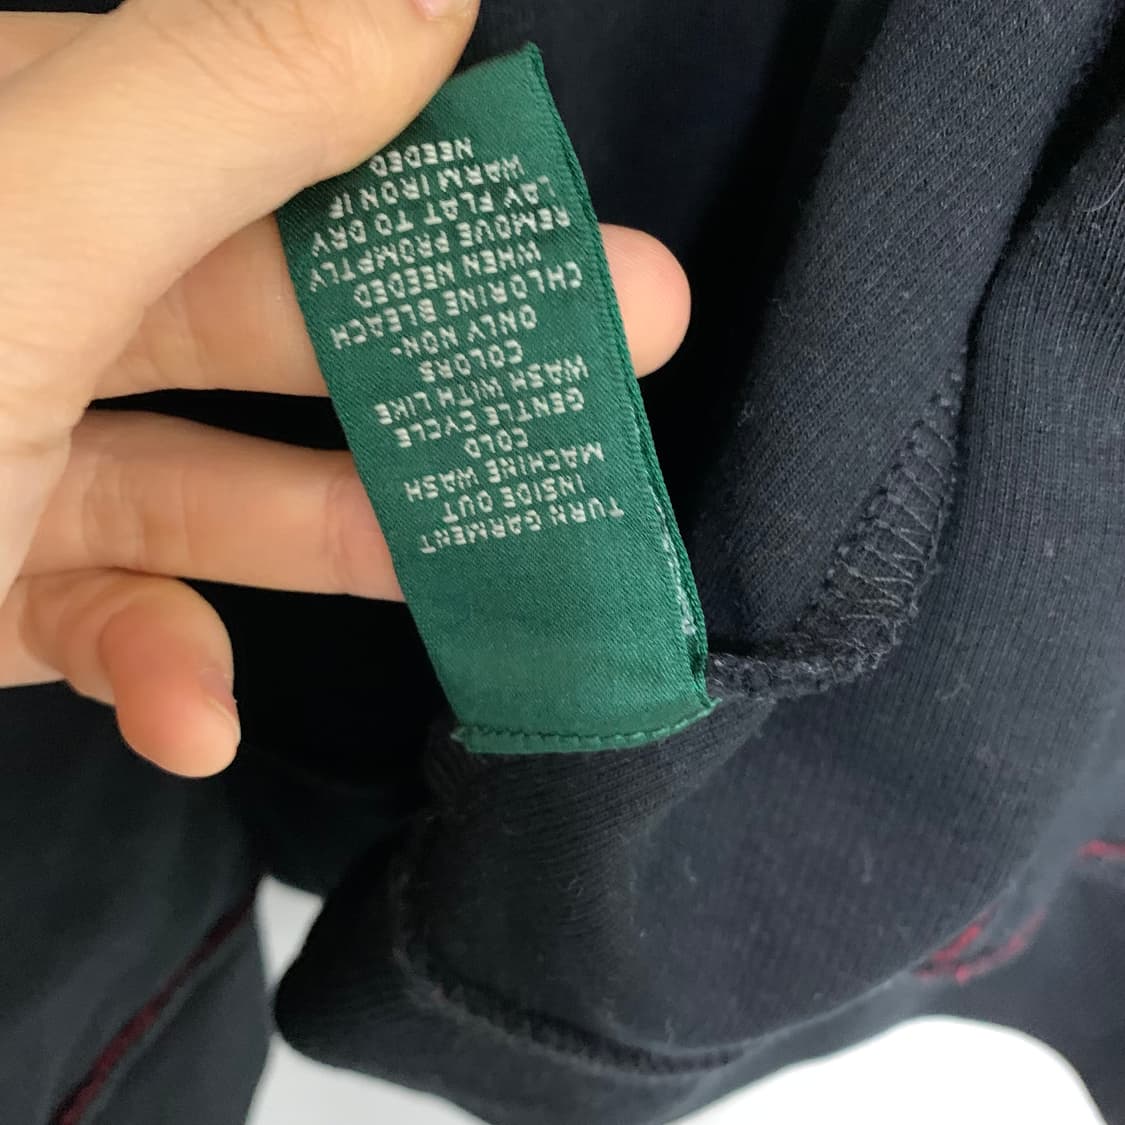 TURN GARMENT
INSIDE OUT
MACHINE WASH
COLD
GENTLE CYCLE
WASH WITH LIKE
COLORS
ONLY NON-
CHLORINE BLEACH
WHEN NEEDED
REMOVE PROMPTLY
LAY FLAT TO DRY
WARM IRON IF
NEEDED